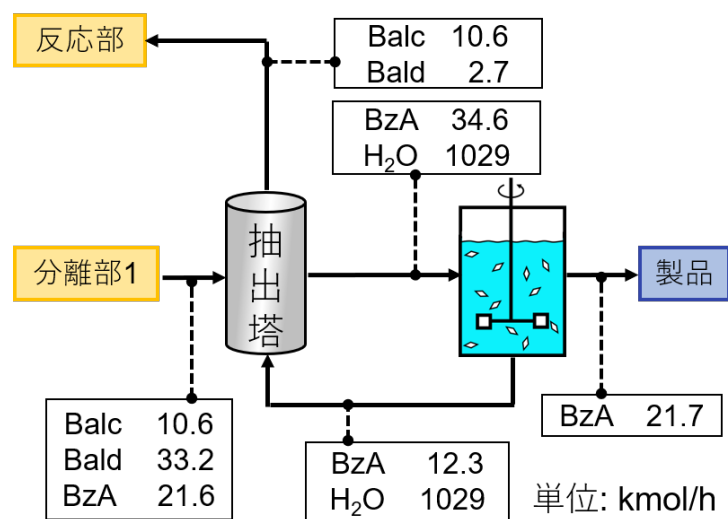 反応部
Balc 10.6
Bald 2.7
BzA 34.6
H₂O 1029
分離部1
抽出塔
製品
Balc 10.6
Bald 33.2
BzA 21.6
BzA 12.3
H₂O 1029
BzA 21.7
単位: kmol/h